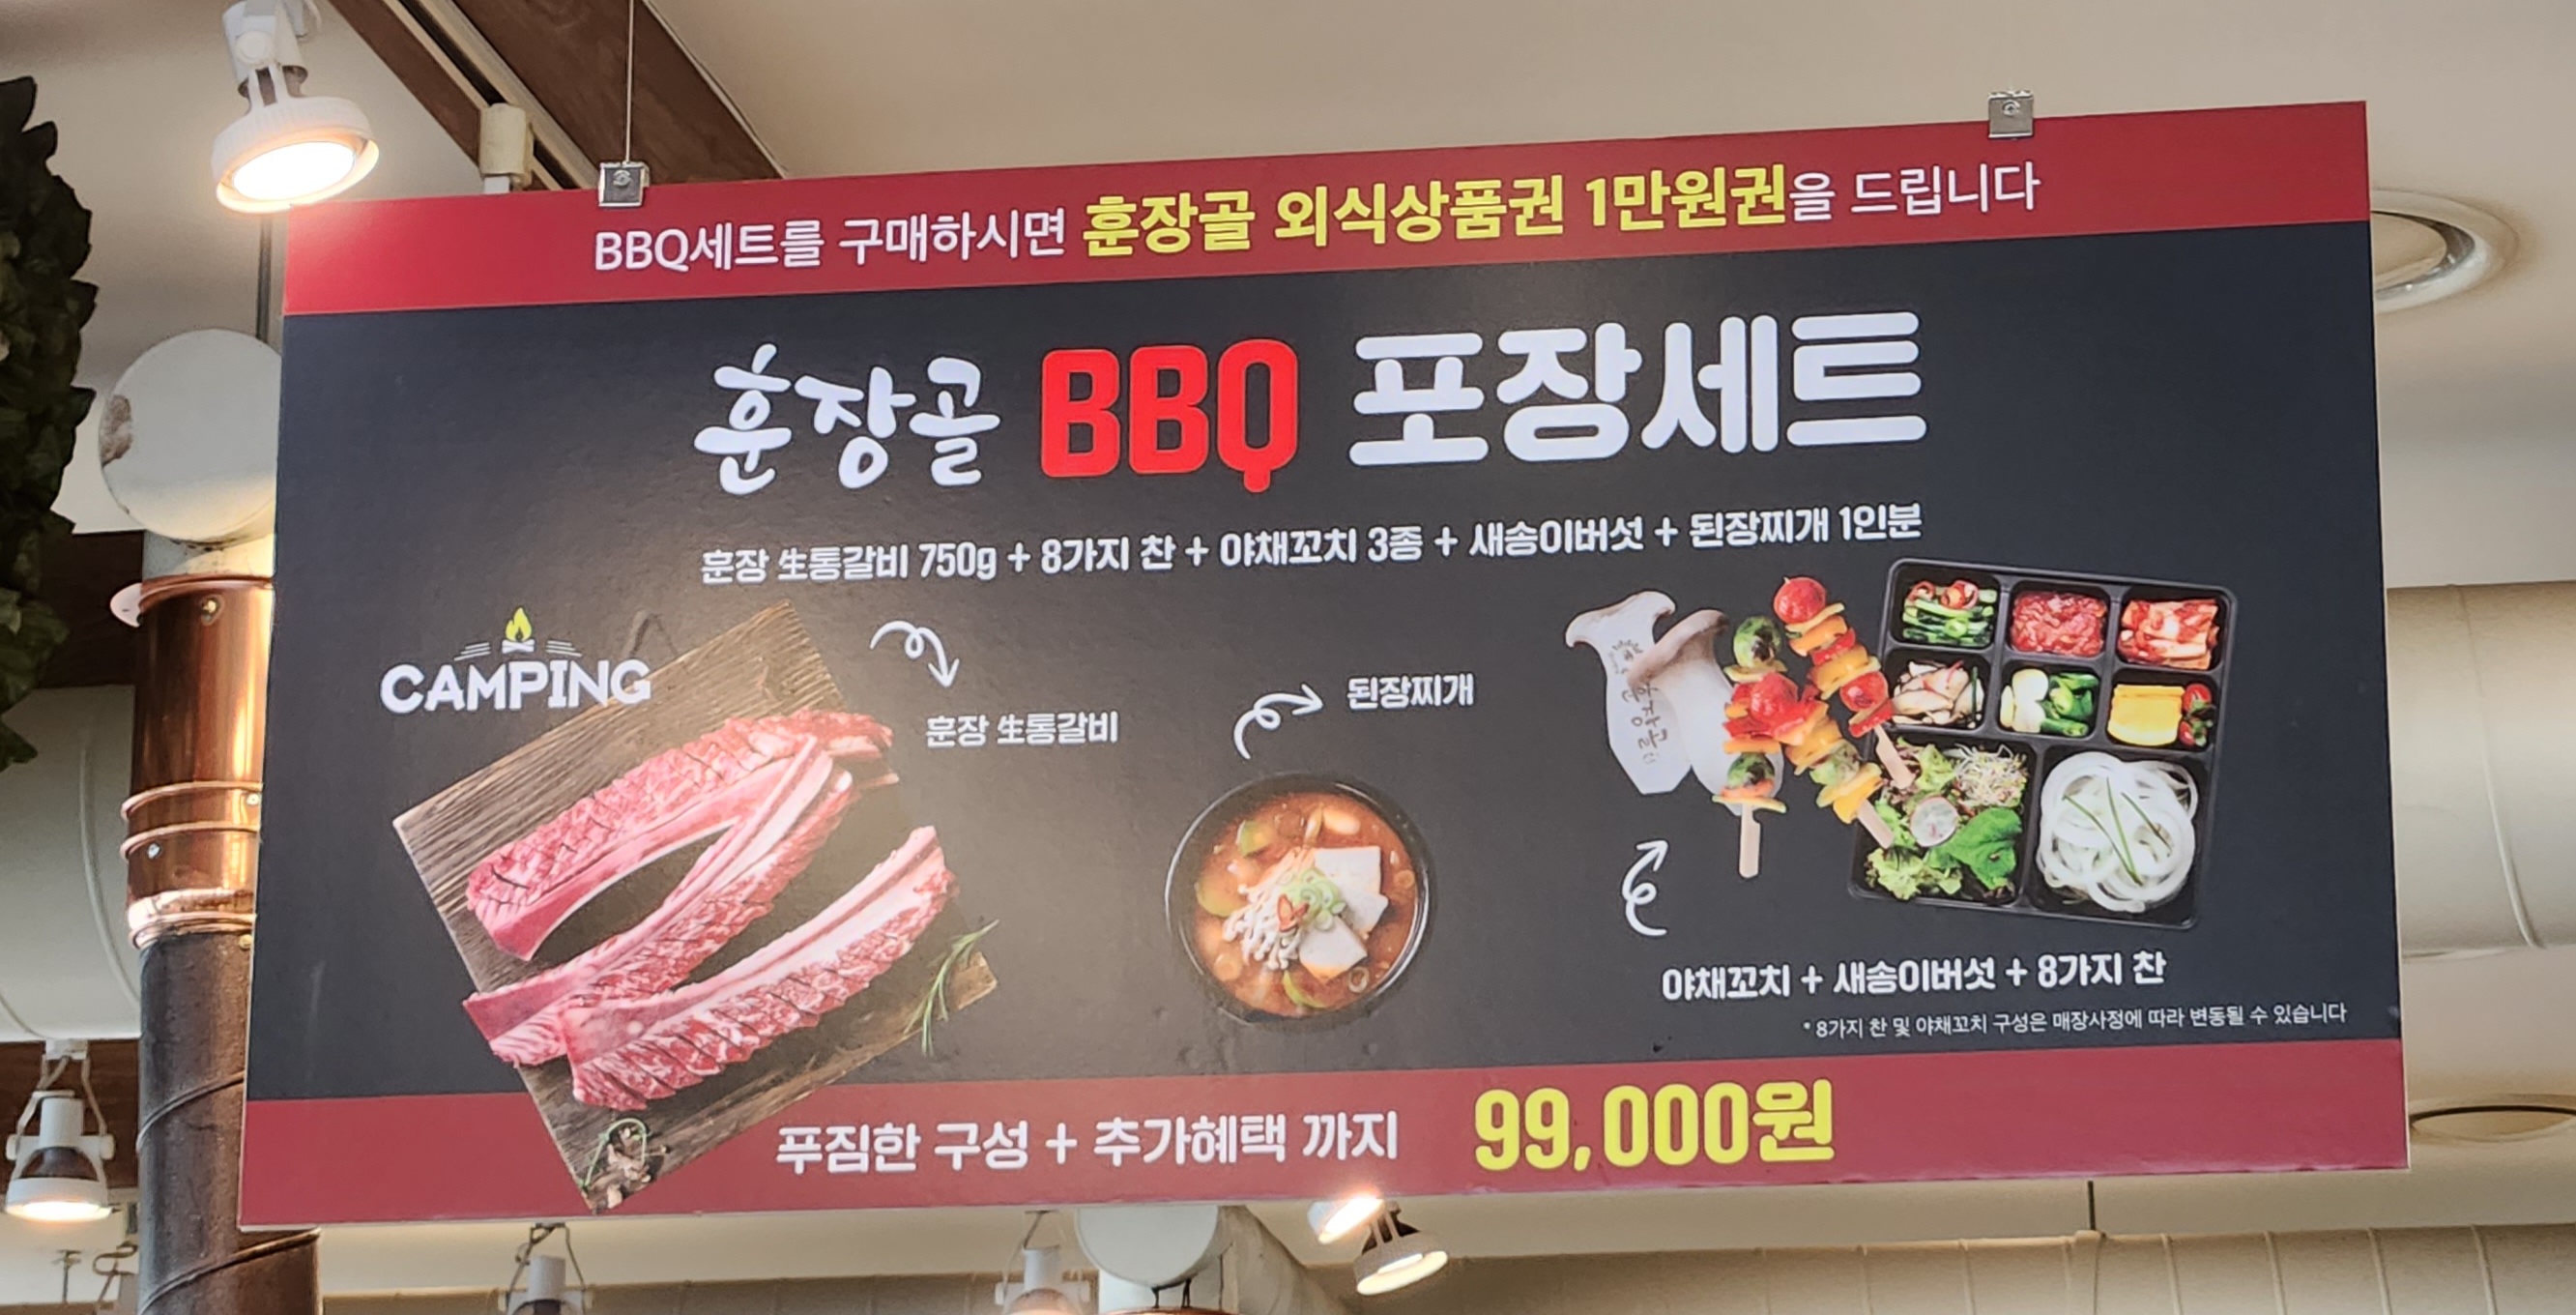 BBQ세트를 구매하시면 훈장골 외식상품권 1만원권을 드립니다
훈장골 BBQ 포장세트
훈장 生통갈비 750g + 8가지 찬 + 야채꼬치 3종 + 새송이버섯 + 된장찌개 1인분
CAMPING
훈장 生통갈비
된장찌개
훈장골
야채꼬치 + 새송이버섯 + 8가지 찬
* 8가지 찬 및 야채꼬치 구성은 매장사정에 따라 변동될 수 있습니다
푸짐한 구성 + 추가혜택 까지 99,000원